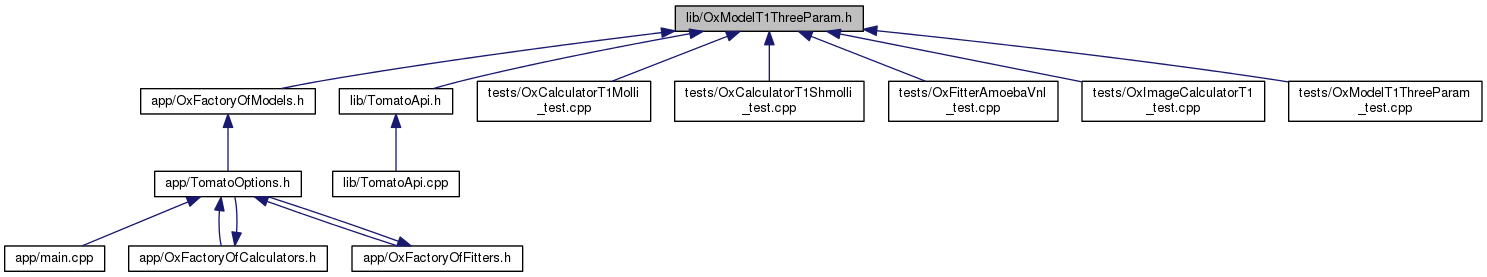 lib/OxModelT1ThreeParam.h
app/OxFactoryOfModels.h
lib/TomatoApi.h
tests/OxCalculatorT1Molli
_test.cpp
tests/OxCalculatorT1Shmolli
_test.cpp
tests/OxFitterAmoebaVnl
_test.cpp
tests/OxImageCalculatorT1
_test.cpp
tests/OxModelT1ThreeParam
_test.cpp
app/TomatoOptions.h
lib/TomatoApi.cpp
app/main.cpp
app/OxFactoryOfCalculators.h
app/OxFactoryOfFitters.h